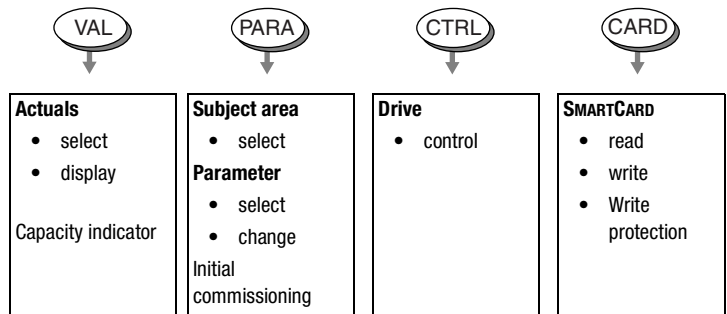 VAL
PARA
CTRL
CARD
Actuals
• select
• display
Capacity indicator
Subject area
• select
Parameter
• select
• change
Initial
commissioning
Drive
• control
SMARTCARD
• read
• write
• Write
protection